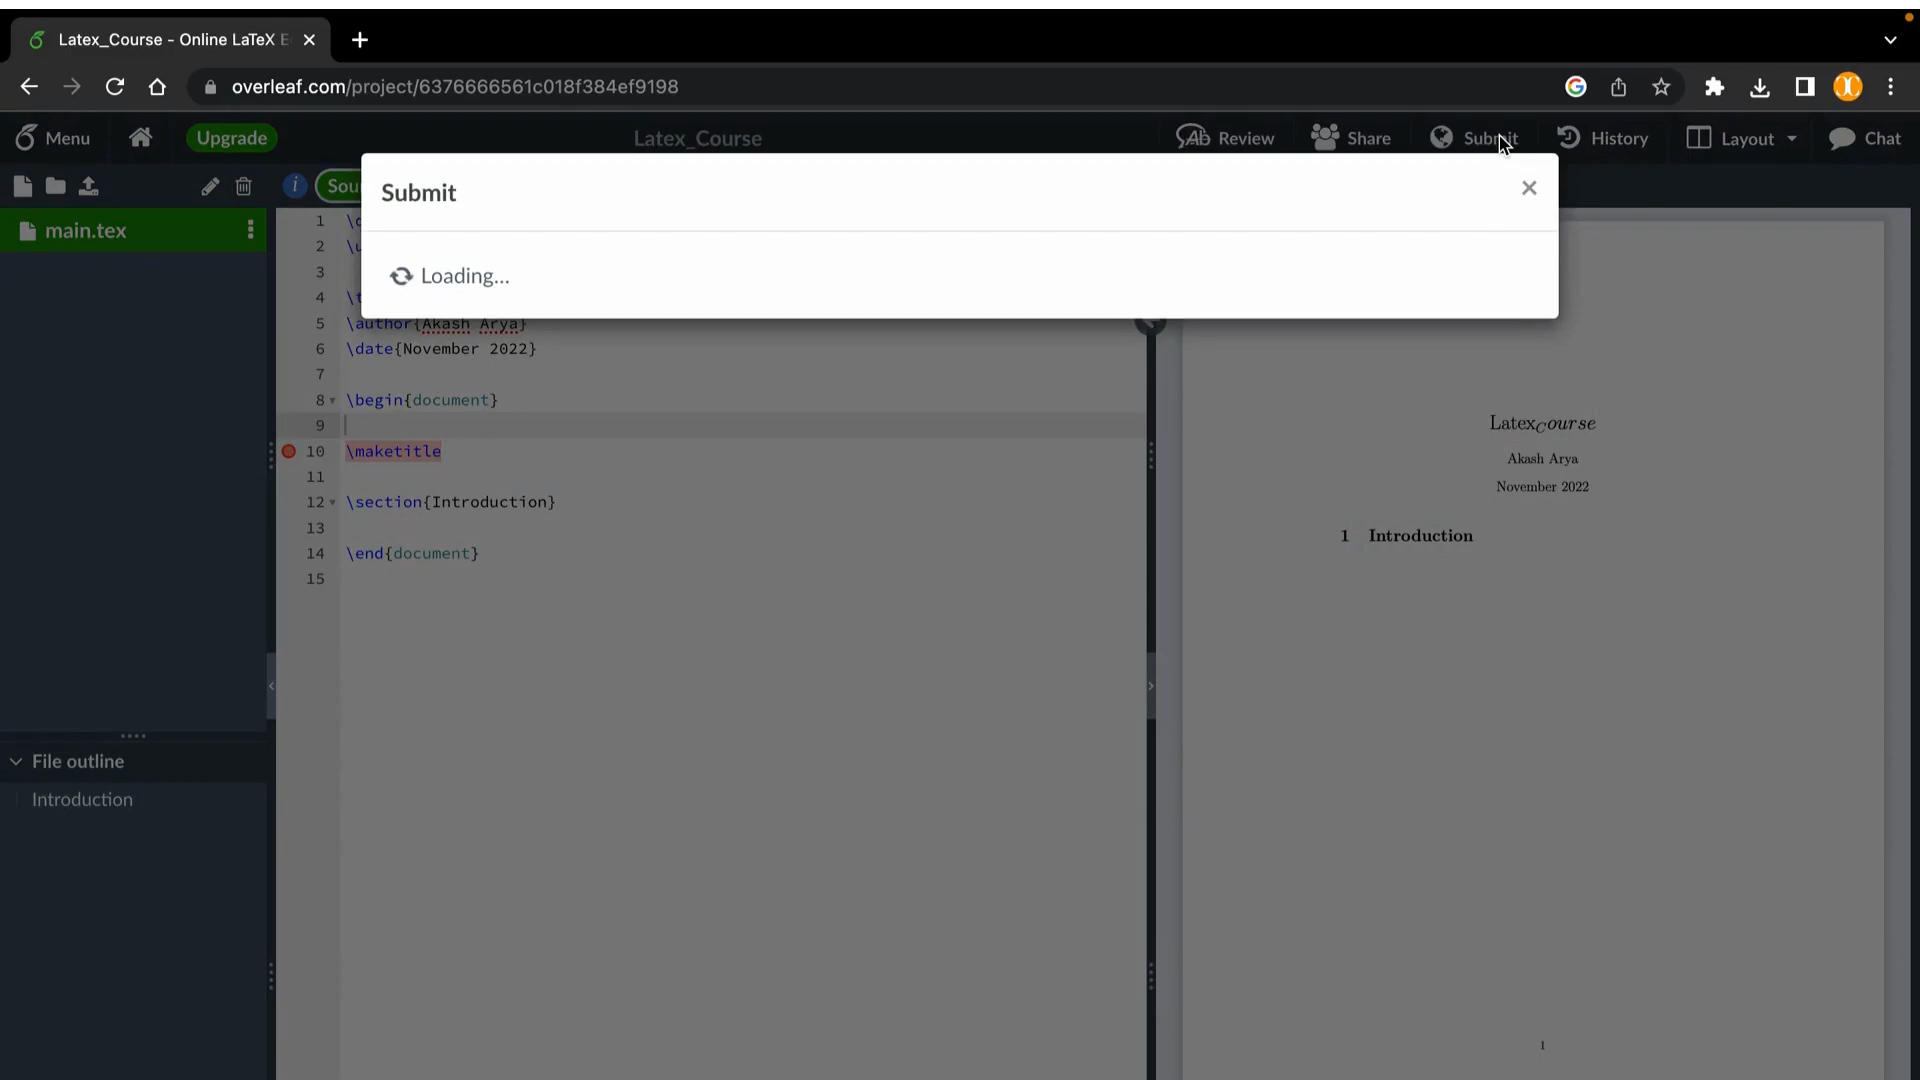 Latex_Course - Online LaTeX E
overleaf.com/project/6376666561c018f384ef9198
Menu
Upgrade
Latex_Course
Review
Share
Submit
History
Layout
Chat
main.tex
Sou
Submit
Loading...
1 \
2 \u
3
4 \t
5 \author{Akash Arya}
6 \date{November 2022}
7
8 \begin{document}
9
10 \maketitle
11
12 \section{Introduction}
13
14 \end{document}
15
File outline
Introduction
Latex_Course
Akash Arya
November 2022
1 Introduction
1